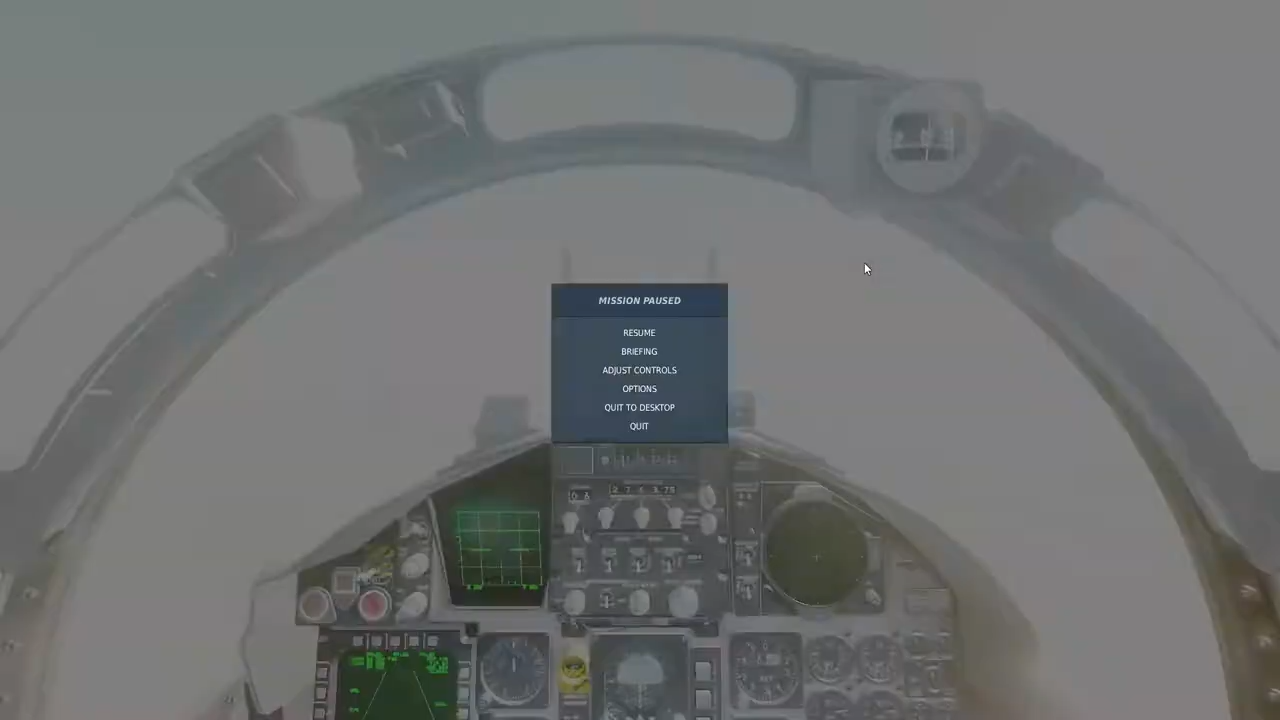 MISSION PAUSED
RESUME
BRIEFING
ADJUST CONTROLS
OPTIONS
QUIT TO DESKTOP
QUIT